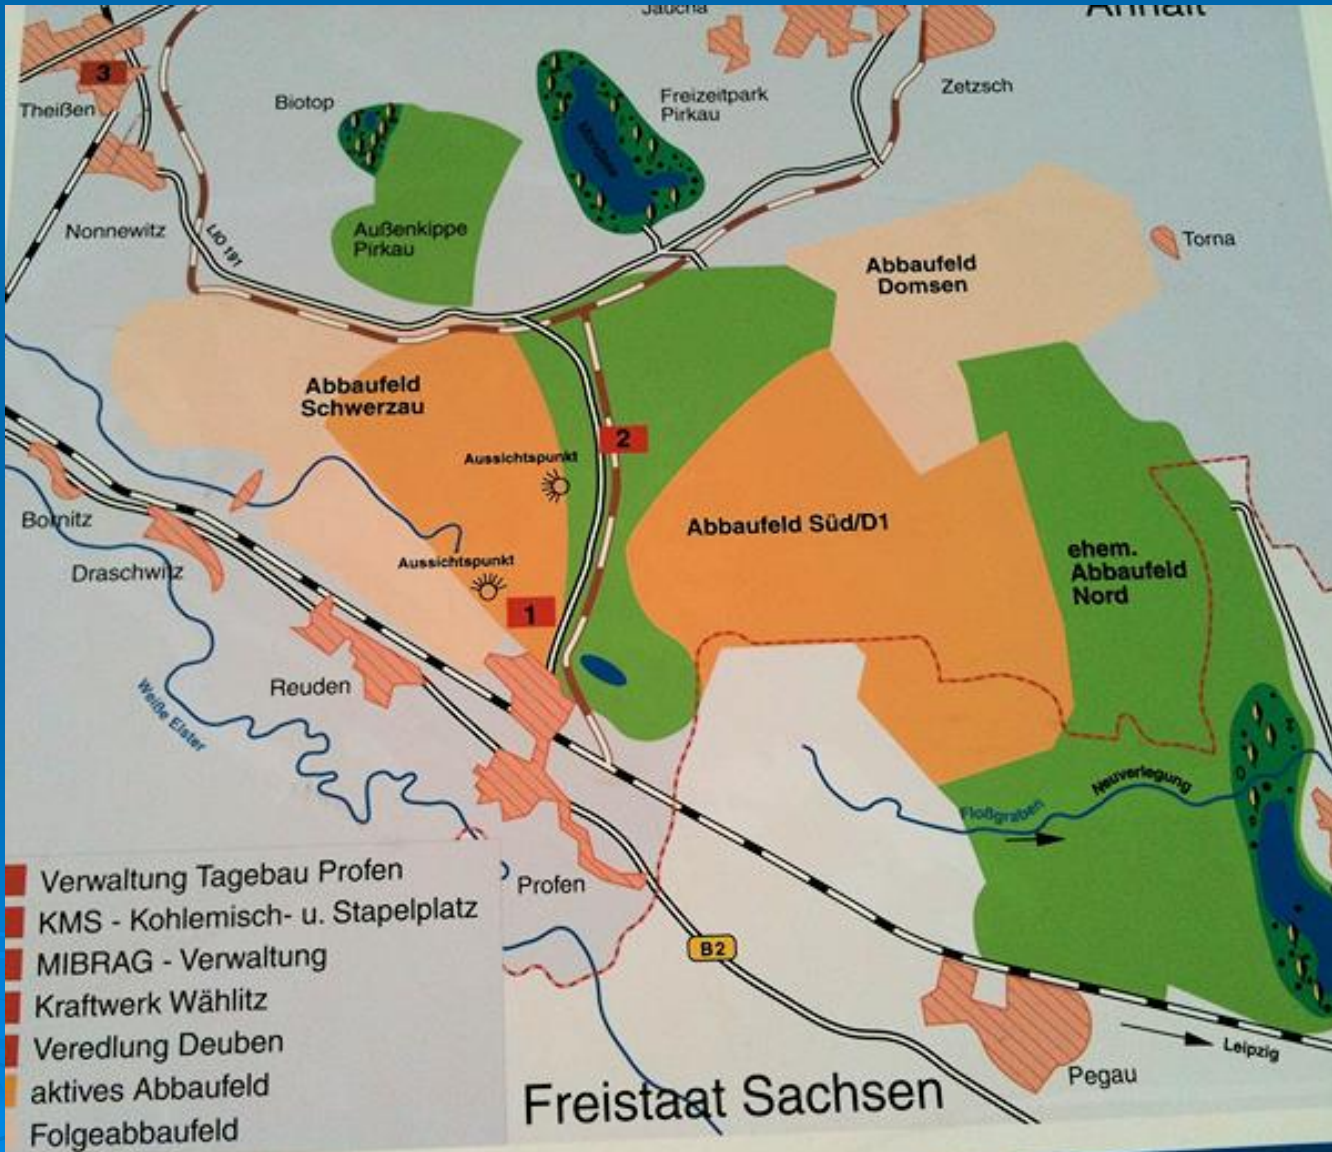 Jaucha
Anhalt
3
Theißen
Biotop
Freizeitpark
Pirkau
Zetzsch
Nonnewitz
LIO 191
Außenkippe
Pirkau
Torna
Abbaufeld
Domsen
Abbaufeld
Schwerzau
2
Aussichtspunkt
Bornitz
Abbaufeld Süd/D1
ehem.
Abbaufeld
Nord
Draschwitz
Aussichtspunkt
1
Reuden
Weiße Elster
Floßgraben
Neuverlegung
Profen
B2
Verwaltung Tagebau Profen
KMS - Kohlemisch- u. Stapelplatz
MIBRAG - Verwaltung
Kraftwerk Wählitz
Veredlung Deuben
aktives Abbaufeld
Folgeabbaufeld
Leipzig
Pegau
Freistaat Sachsen